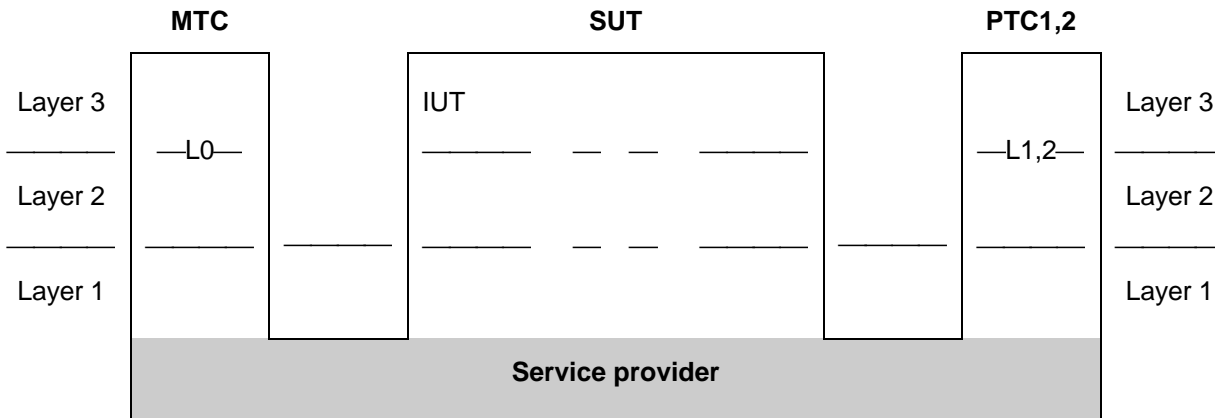 MTC SUT PTC1,2
Layer 3 IUT Layer 3
L0 L1,2
Layer 2 Layer 2
Layer 1 Layer 1
Service provider